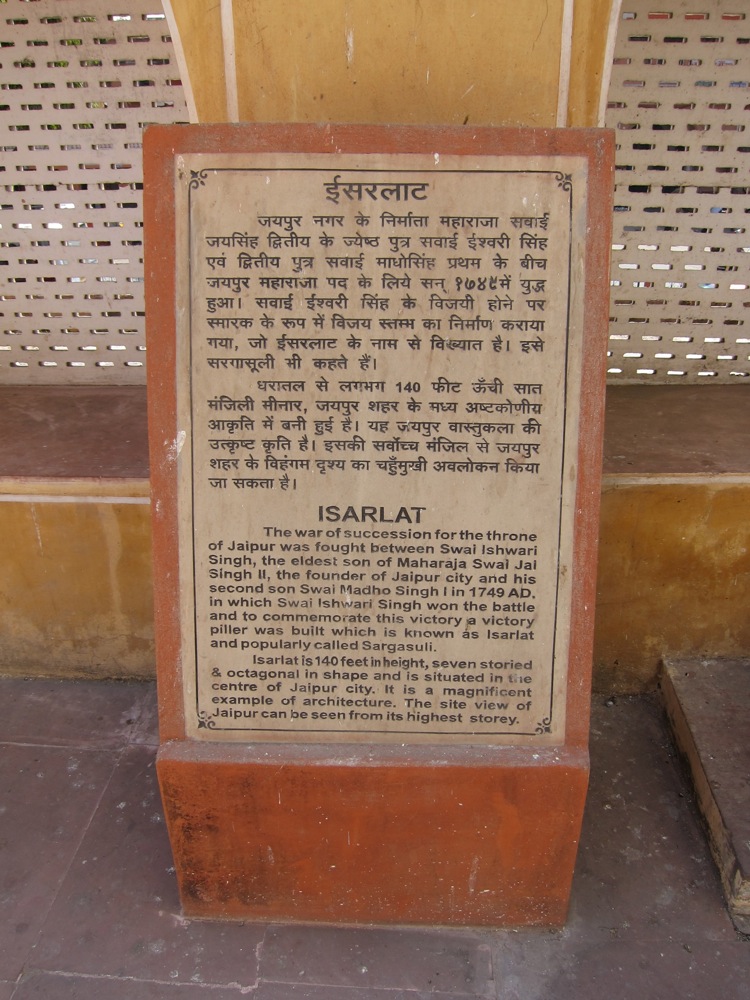 ईसरलाट
जयपुर नगर के निर्माता महाराजा सवाई
जयसिंह द्वितीय के ज्येष्ठ पुत्र सवाई ईश्वरी सिंह
एवं द्वितीय पुत्र सवाई माधोसिंह प्रथम के बीच
जयपुर महाराजा पद के लिये सन् १७४९में युद्ध
हुआ। सवाई ईश्वरी सिंह के विजयी होने पर
स्मारक के रूप में विजय स्तम्भ का निर्माण कराया
गया, जो ईसरलाट के नाम से विख्यात है। इसे
सरगासूली भी कहते हैं।
धरातल से लगभग 140 फीट ऊँची सात
मंजिली मीनार, जयपुर शहर के मध्य अष्टकोणीय
आकृति में बनी हुई है। यह जयपुर वास्तुकला की
उत्कृष्ट कृति है। इसकी सर्वोच्च मंजिल से जयपुर
शहर के विहंगम दृश्य का चहुँमुखी अवलोकन किया
जा सकता है।
ISARLAT
The war of succession for the throne
of Jaipur was fought between Swai Ishwari
Singh, the eldest son of Maharaja Swai Jai
Singh II, the founder of Jaipur city and his
second son Swai Madho Singh I in 1749 AD.
in which Swai Ishwari Singh won the battle
and to commemorate this victory a victory
piller was built which is known as Isarlat
and popularly called Sargasuli.
Isarlat is 140 feet in height, seven storied
& octagonal in shape and is situated in the
centre of Jaipur city. It is a magnificent
example of architecture. The site view of
Jaipur can be seen from its highest storey.